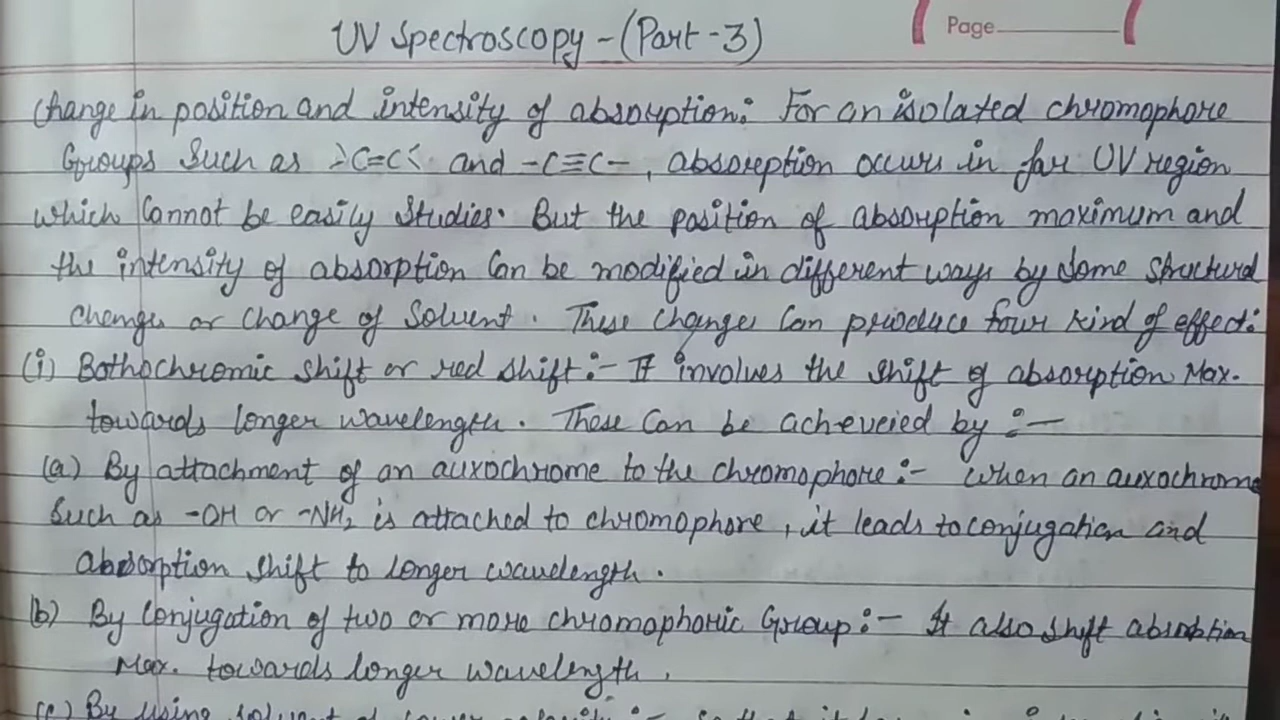 UV Spectroscopy - (Part - 3)
Page
Change in position and intensity of absorption: For an isolated chromophore
Groups Such as >C=C< and -C≡C-, absorption occurs in far UV region
which Cannot be easily Studies. But the position of absorption maximum and
the intensity of absorption Can be modified in different ways by some structural
change or change of Solvent. These changes Can produce four kind of effect:
(i) Bathochromic shift or red shift :- It involves the shift of absorption Max.
towards longer wavelength. These Can be acheveied by :-
(a) By attachment of an auxochrome to the chromophore :- When an auxochrome
Such as -OH or -NH₂ is attached to chromophore, it leads to conjugation and
absorption shift to longer wavelength.
(b) By Conjugation of two or more chromophoric Group :- It also shift absorption
Max. towards longer wavelength.
(c) By Using solvent of lower